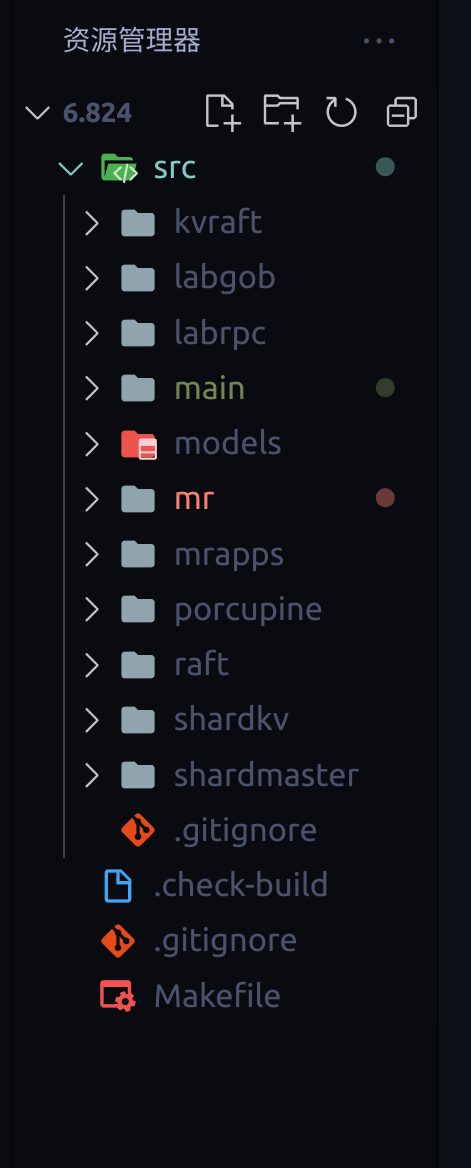 资源管理器
6.824
src
kvraft
labgob
labrpc
main
models
mr
mrapps
porcupine
raft
shardkv
shardmaster
.gitignore
.check-build
.gitignore
Makefile